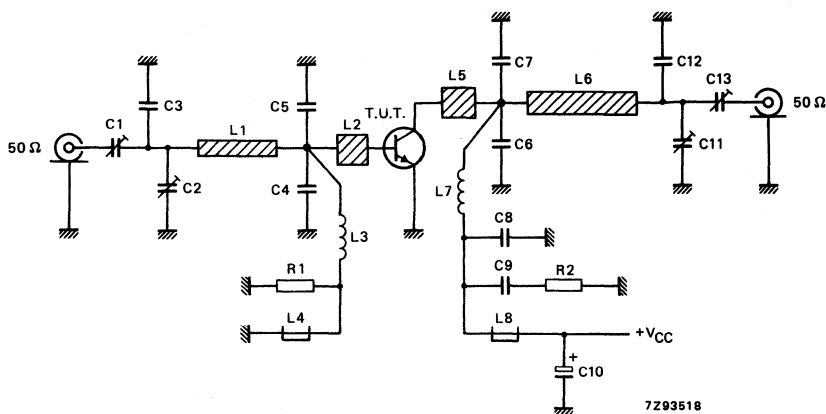 C7
C12
C3
L5
L6
C13
C1
C5
T.U.T.
L2
50 Ω
50 Ω
L1
C6
C11
C2
C4
L7
C8
L3
R1
C9
R2
L4
L8
+VCC
+
C10
7Z93518